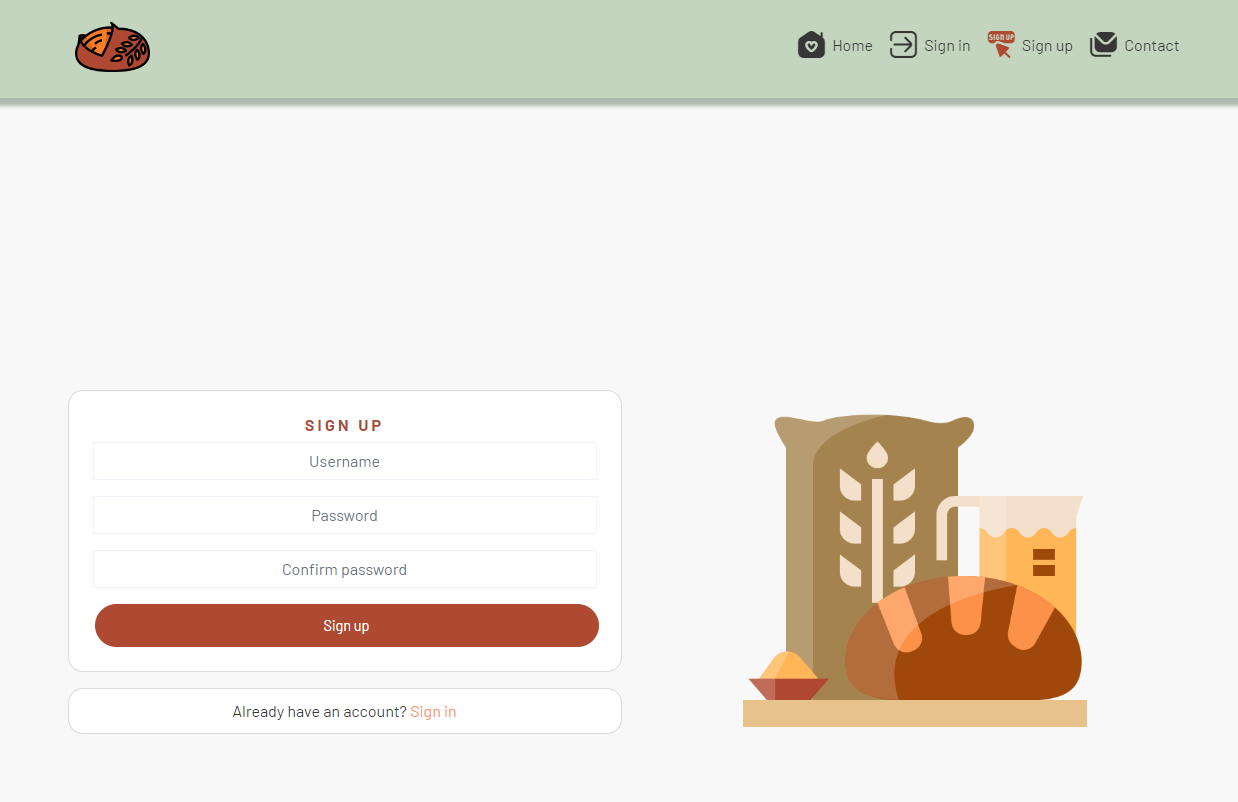 Home
Sign in
SIGN UP
Sign up
Contact
SIGN UP
Username
Password
Confirm password
Sign up
Already have an account? Sign in